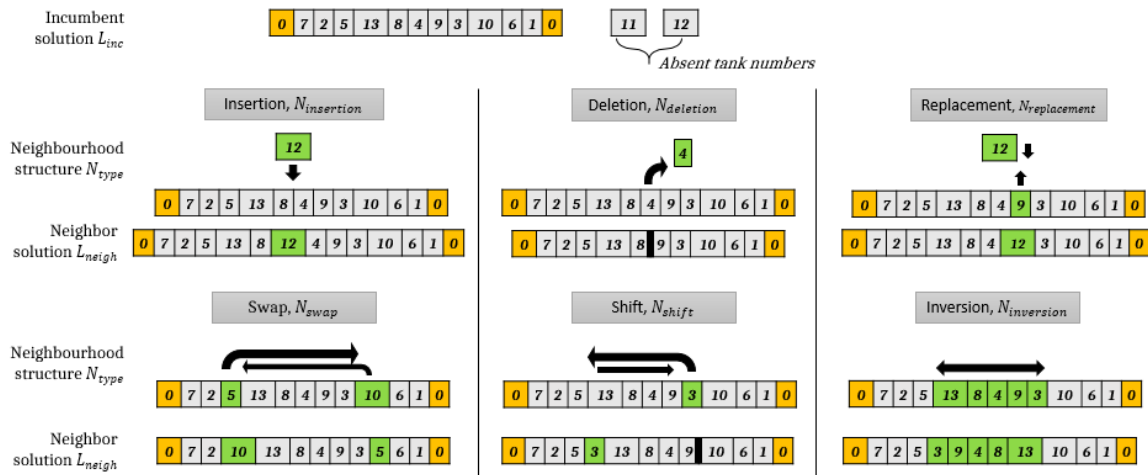 Incumbent
solution L_inc
0 7 2 5 13 8 4 9 3 10 6 1 0
11 12
Absent tank numbers
Insertion, N_insertion
Deletion, N_deletion
Replacement, N_replacement
Neighbourhood
structure N_type
12
4
12
0 7 2 5 13 8 4 9 3 10 6 1 0
0 7 2 5 13 8 4 9 3 10 6 1 0
0 7 2 5 13 8 4 9 3 10 6 1 0
Neighbor
solution L_neigh
0 7 2 5 13 8 12 4 9 3 10 6 1 0
0 7 2 5 13 8 9 3 10 6 1 0
0 7 2 5 13 8 4 12 3 10 6 1 0
Swap, N_swap
Shift, N_shift
Inversion, N_inversion
Neighbourhood
structure N_type
0 7 2 5 13 8 4 9 3 10 6 1 0
0 7 2 5 13 8 4 9 3 10 6 1 0
0 7 2 5 13 8 4 9 3 10 6 1 0
Neighbor
solution L_neigh
0 7 2 10 13 8 4 9 3 5 6 1 0
0 7 2 5 3 13 8 4 9 10 6 1 0
0 7 2 5 3 9 4 8 13 10 6 1 0